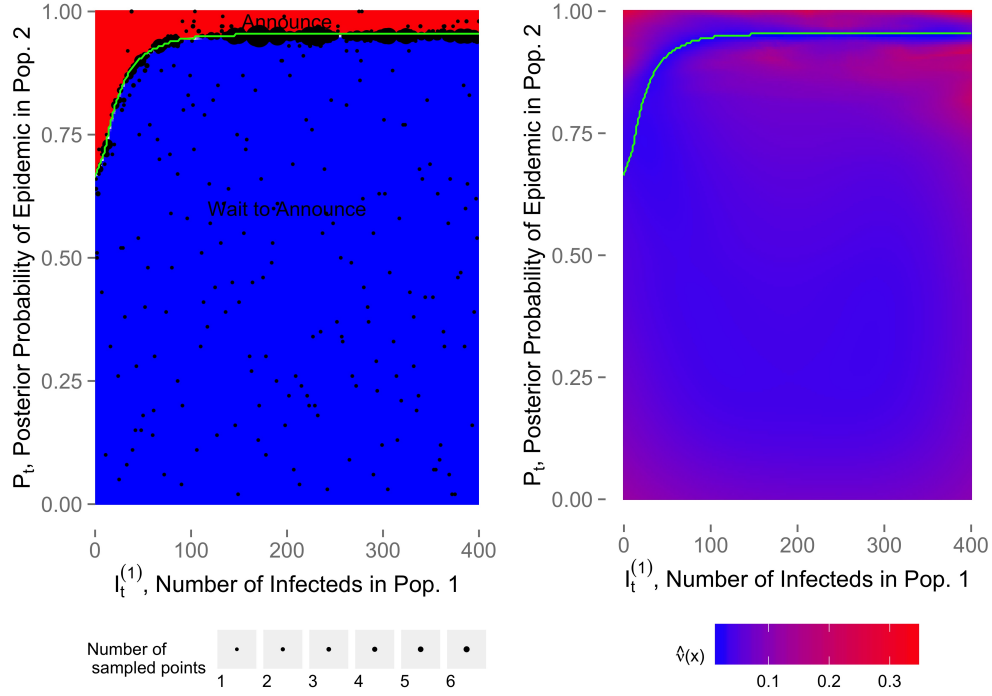 P_t, Posterior Probability of Epidemic in Pop. 2
1.00
0.75
0.50
0.25
0.00
Announce
Wait to Announce
0 100 200 300 400
I_t^(1), Number of Infecteds in Pop. 1
Number of
sampled points
1 2 3 4 5 6
P_t, Posterior Probability of Epidemic in Pop. 2
1.00
0.75
0.50
0.25
0.00
0 100 200 300 400
I_t^(1), Number of Infecteds in Pop. 1
v̂(x)
0.1 0.2 0.3